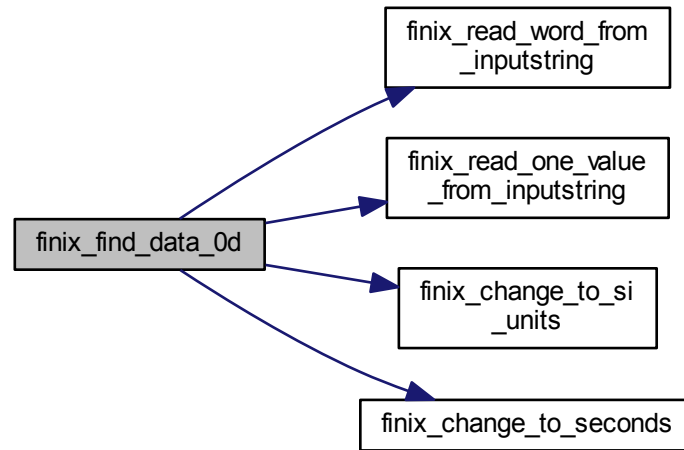 finix_read_word_from
_inputstring
finix_read_one_value
_from_inputstring
finix_find_data_0d
finix_change_to_si
_units
finix_change_to_seconds